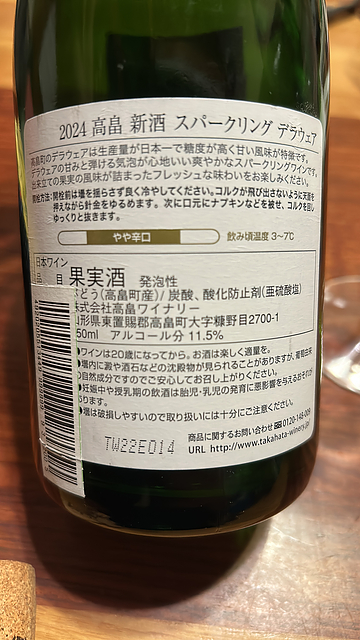 2024 高畠 新酒 スパークリング デラウェア
高畠町のデラウェアは生産量が日本一で糖度が高く甘い風味が特徴です。
デラウェアの甘みと弾ける気泡が心地いい爽やかなスパークリングワインです。
出来立ての果実の風味が詰まったフレッシュな味わいをお楽しみください。
開栓方法:開栓前は壜を揺らさず良く冷やしてください。コルクが飛び出さないように天面を
押えながら針金をゆるめます。次に口元にナプキンなどを被せ、コルクを回し
ゆっくりと抜きます。
やや辛口 飲み頃温度 3~7℃
日本ワイン
品 目 果実酒 発泡性
ぶどう(高畠町産)/ 炭酸、酸化防止剤(亜硫酸塩)
式会社高畠ワイナリー
形県東置賜郡高畠町大字糠野目2700-1
50ml アルコール分 11.5%
●ワインは20歳になってから。お酒は楽しく適量を。
●壜内に澱や酒石などの沈殿物が見られることがありますが、葡萄由来
自然成分ですのでご安心してお召し上がりください。
●妊娠中や授乳期の飲酒は胎児・乳児の発育に悪影響を与えるおそれが
ります。
●壜は破損しやすいので取り扱いには十分にご注意ください。
TW22E014
商品に関するお問い合わせ 0120-148-009
URL http://www.takahata-winery.jp/